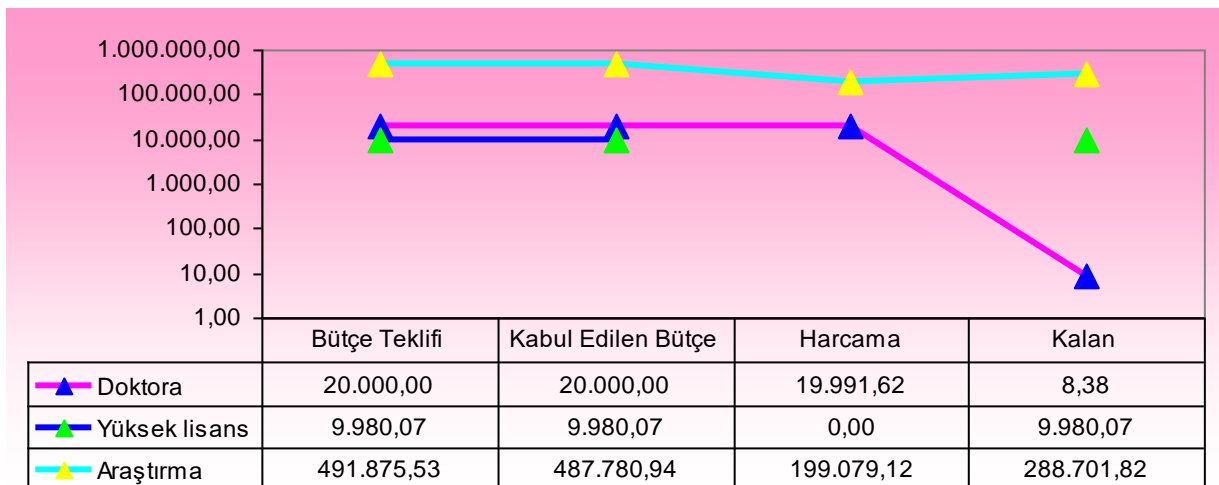 1.000.000,00
100.000,00
10.000,00
1.000,00
100,00
10,00
1,00
Bütçe Teklifi Kabul Edilen Bütçe Harcama Kalan
Doktora 20.000,00 20.000,00 19.991,62 8,38
Yüksek lisans 9.980,07 9.980,07 0,00 9.980,07
Araştırma 491.875,53 487.780,94 199.079,12 288.701,82